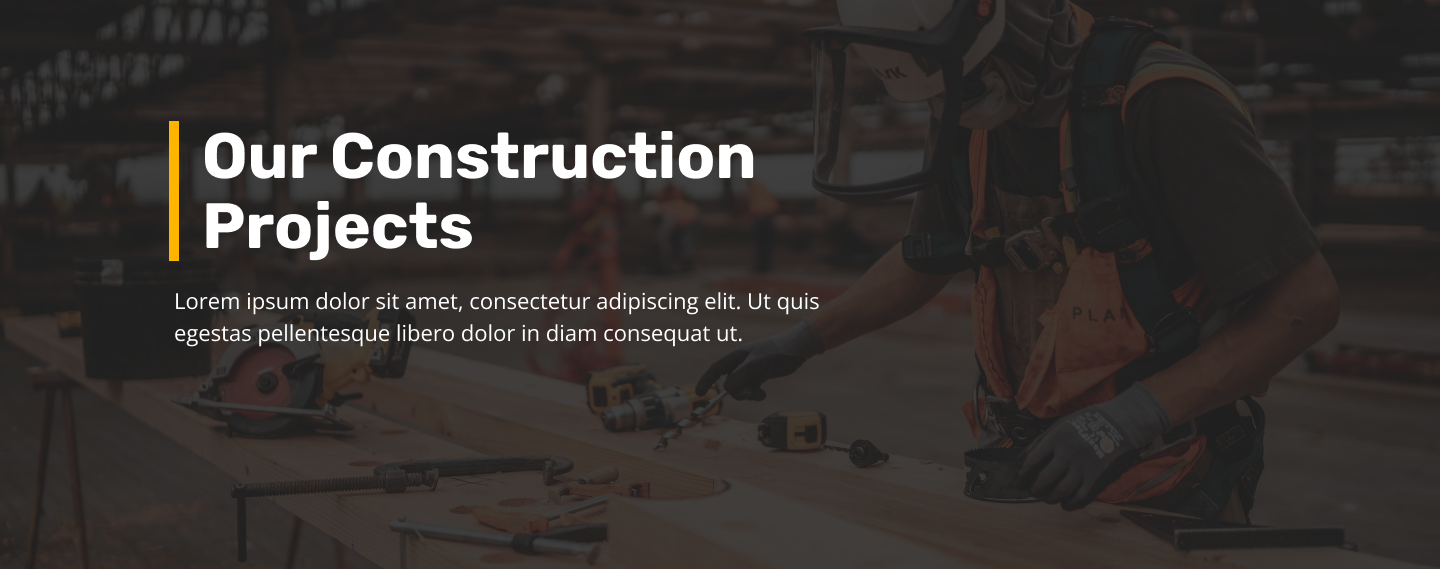 Our Construction
Projects
Lorem ipsum dolor sit amet, consectetur adipiscing elit. Ut quis
egestas pellentesque libero dolor in diam consequat ut.
PLA